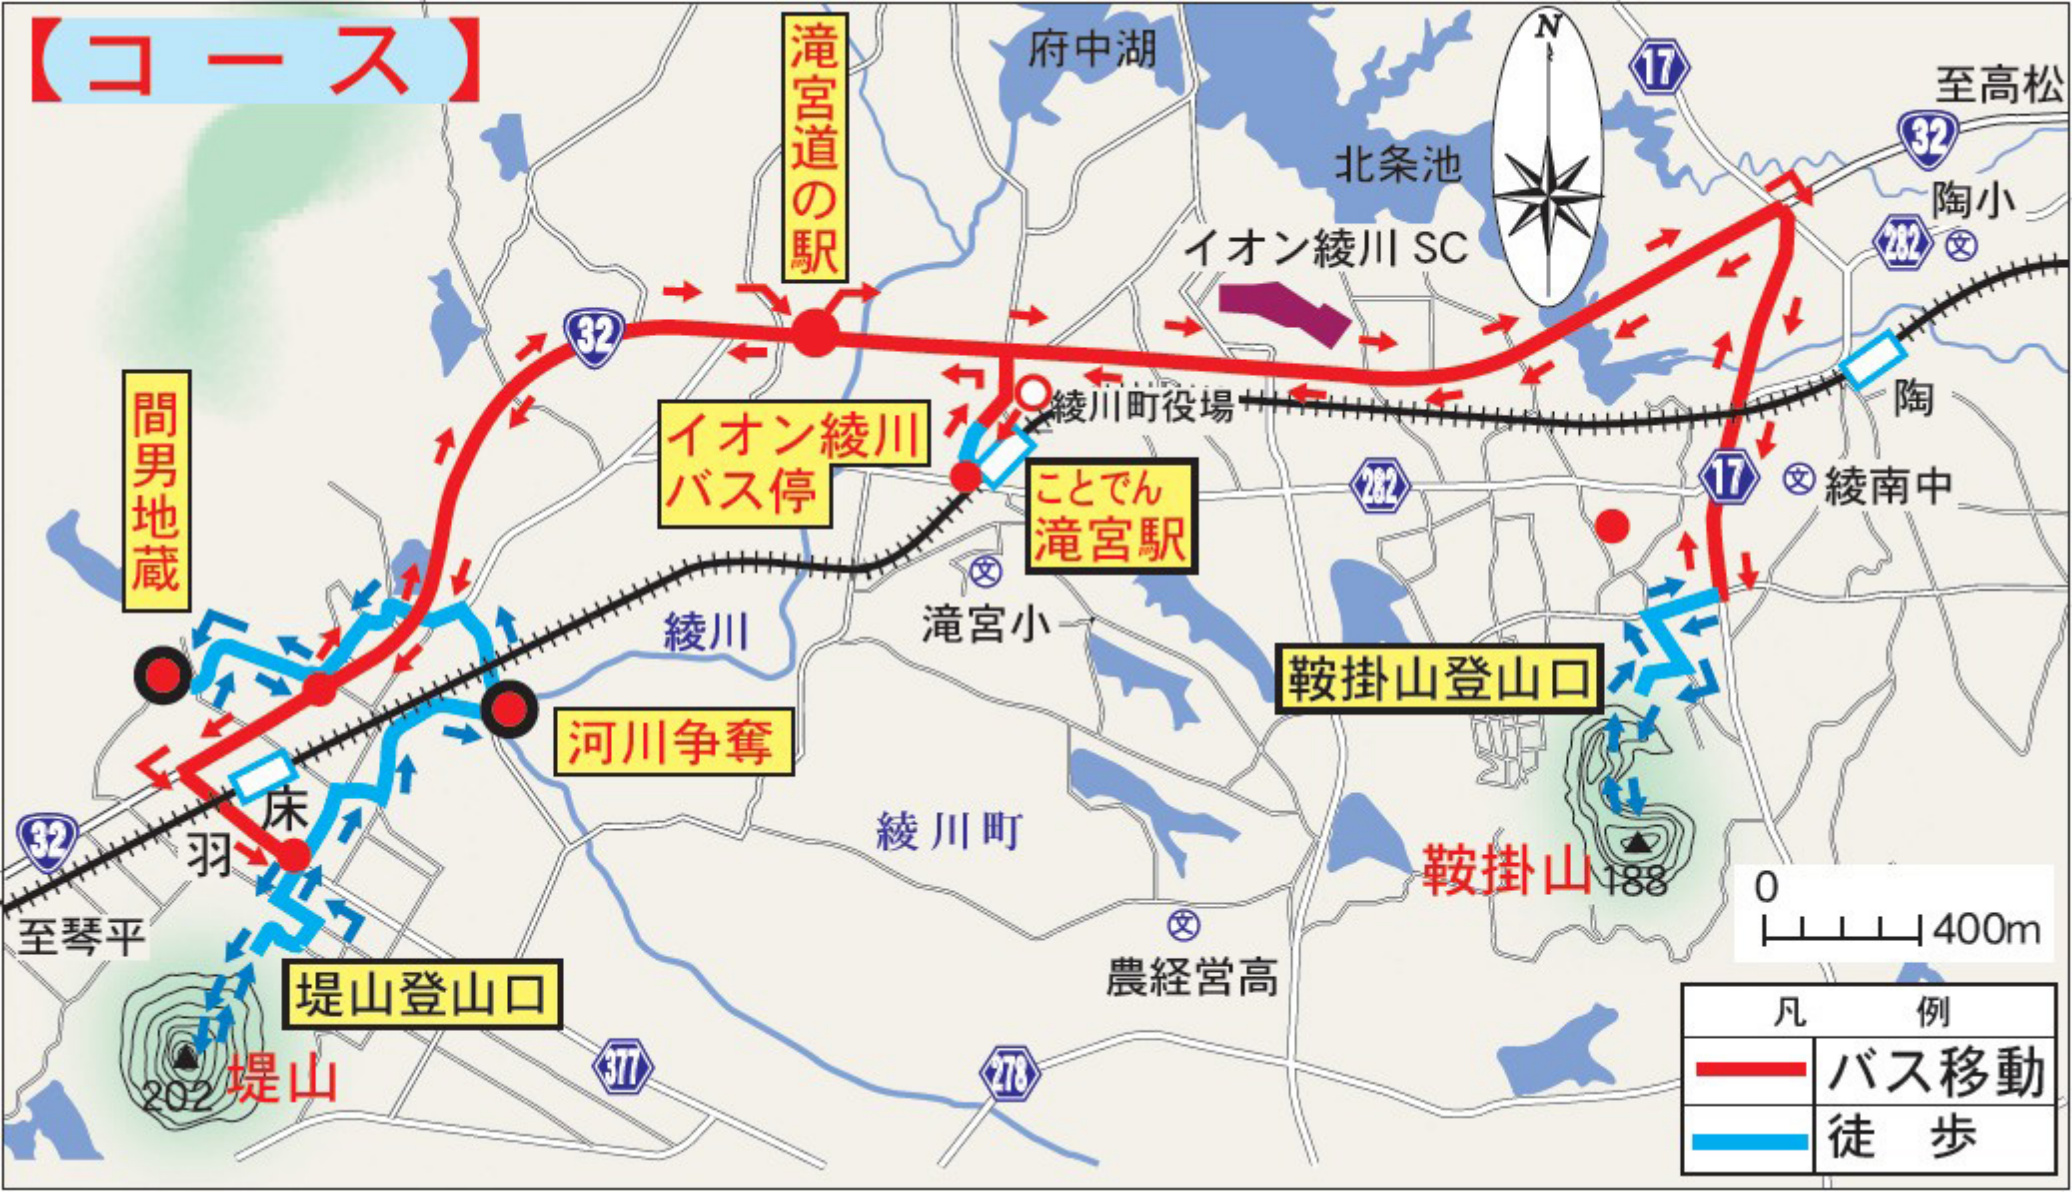 【コース】
滝宮道の駅
府中湖
N
17
至高松
32
北条池
陶小
282
文
イオン綾川 SC
32
間男地蔵
イオン綾川
バス停
綾川町役場
陶
ことでん
滝宮駅
282
17
文
綾南中
文
滝宮小
綾川
鞍掛山登山口
河川争奪
床
羽
32
綾川町
鞍掛山
188
0
400m
至琴平
文
農経営高
堤山登山口
202
堤山
377
278
凡 例
バス移動
徒 歩